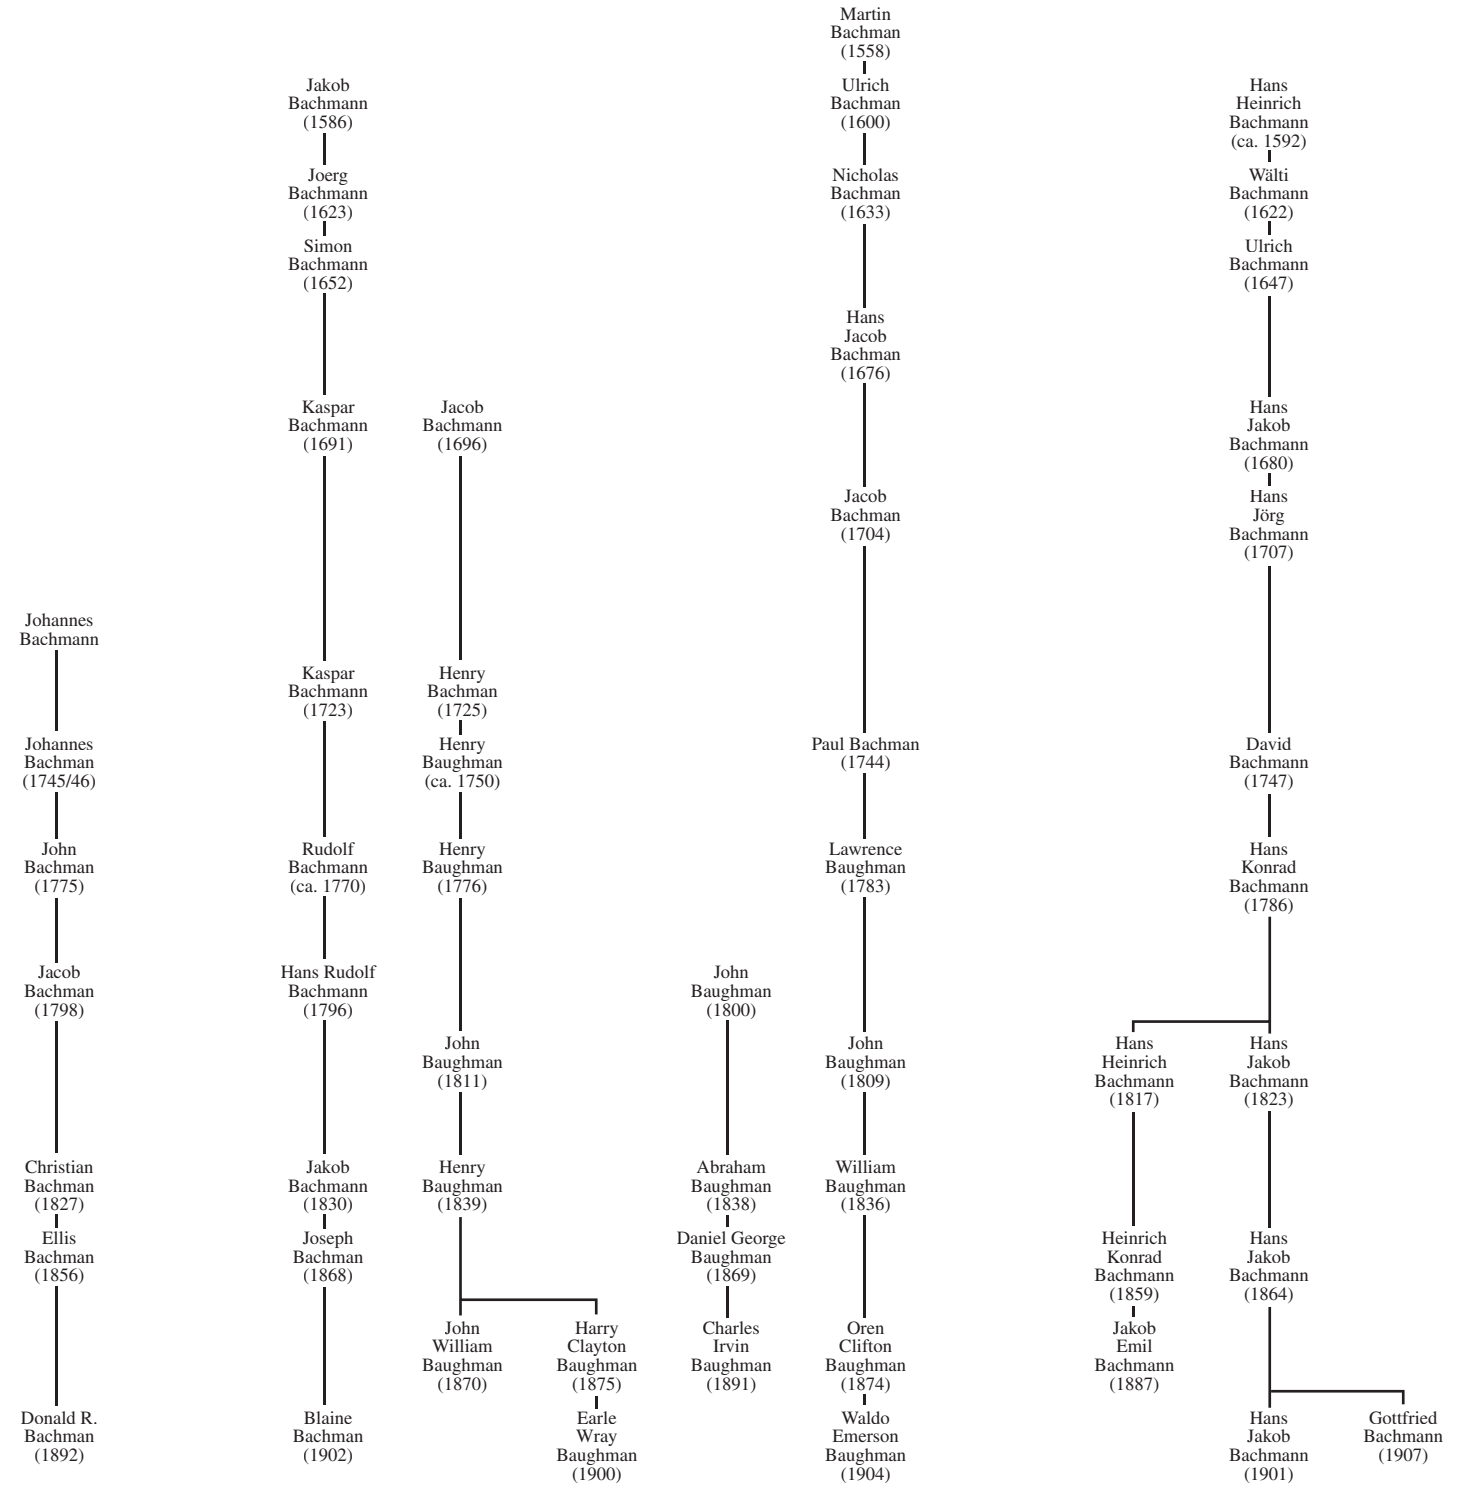 Martin
Bachman
(1558)
Jakob
Bachmann
(1586)
Ulrich
Bachman
(1600)
Hans
Heinrich
Bachmann
(ca. 1592)
Joerg
Bachmann
(1623)
Nicholas
Bachman
(1633)
Wälti
Bachmann
(1622)
Simon
Bachmann
(1652)
Ulrich
Bachmann
(1647)
Hans
Jacob
Bachman
(1676)
Kaspar
Bachmann
(1691)
Jacob
Bachmann
(1696)
Hans
Jakob
Bachmann
(1680)
Jacob
Bachman
(1704)
Hans
Jörg
Bachmann
(1707)
Johannes
Bachmann
Kaspar
Bachmann
(1723)
Henry
Bachman
(1725)
Johannes
Bachman
(1745/46)
Henry
Baughman
(ca. 1750)
Paul Bachman
(1744)
David
Bachmann
(1747)
John
Bachman
(1775)
Rudolf
Bachmann
(ca. 1770)
Henry
Baughman
(1776)
Lawrence
Baughman
(1783)
Hans
Konrad
Bachmann
(1786)
Jacob
Bachman
(1798)
Hans Rudolf
Bachmann
(1796)
John
Baughman
(1800)
John
Baughman
(1811)
John
Baughman
(1809)
Hans
Heinrich
Bachmann
(1817)
Hans
Jakob
Bachmann
(1823)
Christian
Bachman
(1827)
Jakob
Bachmann
(1830)
Henry
Baughman
(1839)
Abraham
Baughman
(1838)
William
Baughman
(1836)
Ellis
Bachman
(1856)
Joseph
Bachman
(1868)
Daniel George
Baughman
(1869)
Heinrich
Konrad
Bachmann
(1859)
Hans
Jakob
Bachmann
(1864)
John
William
Baughman
(1870)
Harry
Clayton
Baughman
(1875)
Charles
Irvin
Baughman
(1891)
Oren
Clifton
Baughman
(1874)
Jakob
Emil
Bachmann
(1887)
Donald R.
Bachman
(1892)
Blaine
Bachman
(1902)
Earle
Wray
Baughman
(1900)
Waldo
Emerson
Baughman
(1904)
Hans
Jakob
Bachmann
(1901)
Gottfried
Bachmann
(1907)